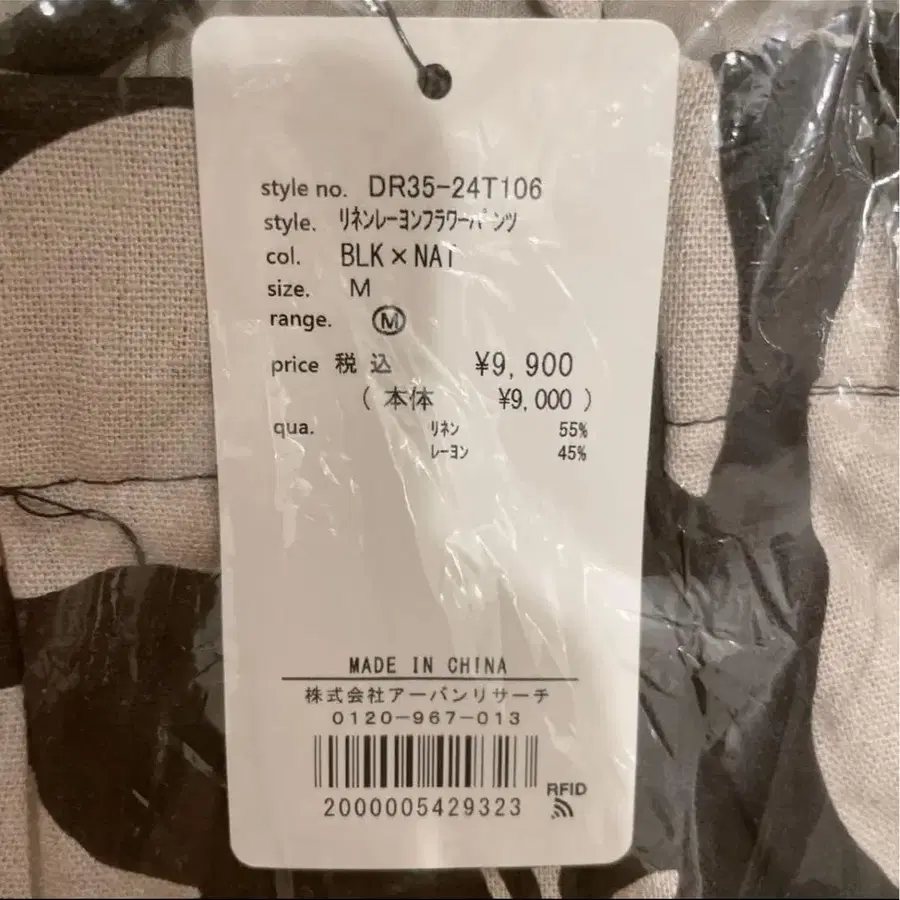 style no. DR35-24T106
style. リネンレーヨンフラワーパンツ
col. BLK×NAT
size. M
range. Ⓜ
price 税込 ¥9,900
(本体 ¥9,000)
qua. リネン 55%
レーヨン 45%
MADE IN CHINA
株式会社アーバンリサーチ
0120-967-013
RFID
2000005429323